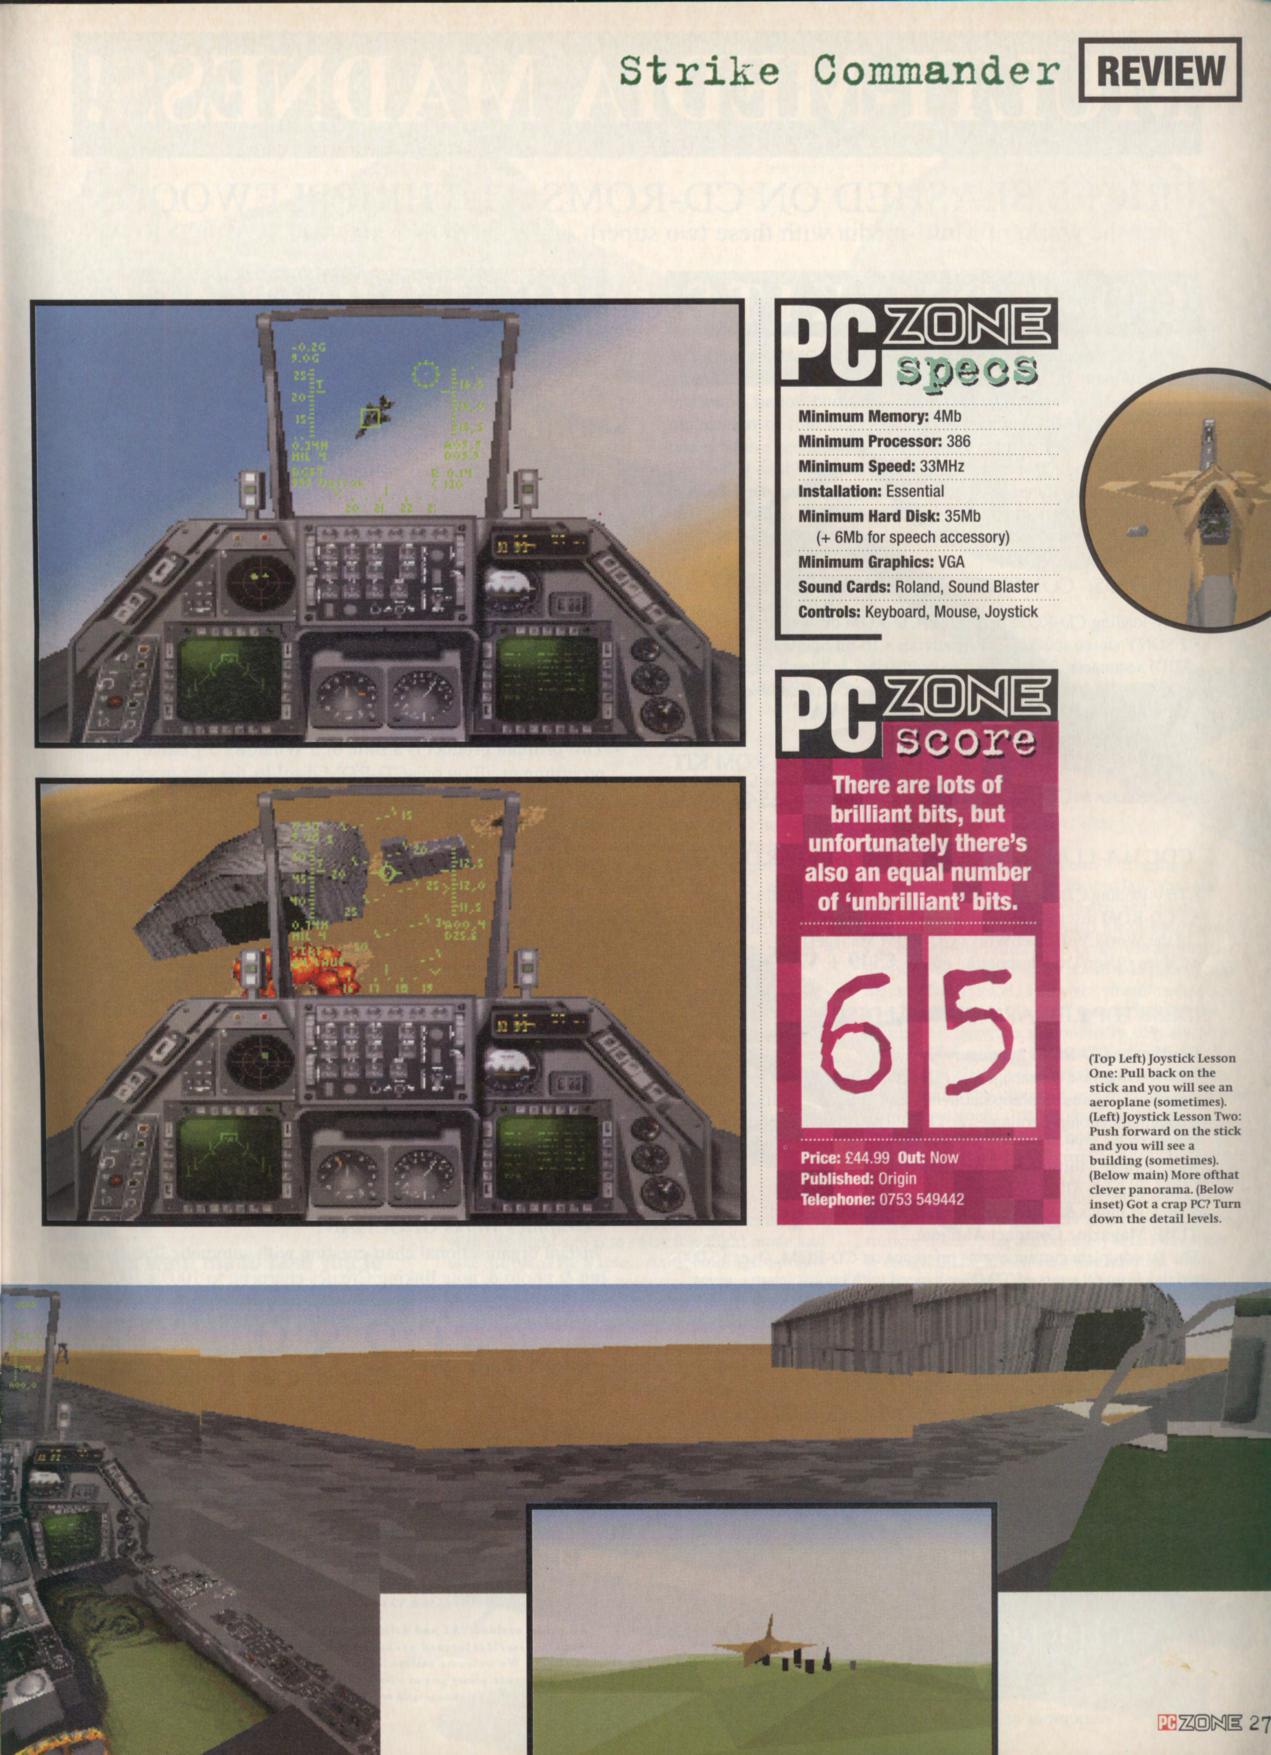 Strike Commander REVIEW
PC ZONE
specs
Minimum Memory: 4Mb
Minimum Processor: 386
Minimum Speed: 33MHz
Installation: Essential
Minimum Hard Disk: 35Mb
(+ 6Mb for speech accessory)
Minimum Graphics: VGA
Sound Cards: Roland, Sound Blaster
Controls: Keyboard, Mouse, Joystick
PC ZONE
score
There are lots of
brilliant bits, but
unfortunately there's
also an equal number
of 'unbrilliant' bits.
65
Price: £44.99 Out: Now
Published: Origin
Telephone: 0753 549442
(Top Left) Joystick Lesson
One: Pull back on the
stick and you will see an
aeroplane (sometimes).
(Left) Joystick Lesson Two:
Push forward on the stick
and you will see a
building (sometimes).
(Below main) More ofthat
clever panorama. (Below
inset) Got a crap PC? Turn
down the detail levels.
PC ZONE 27